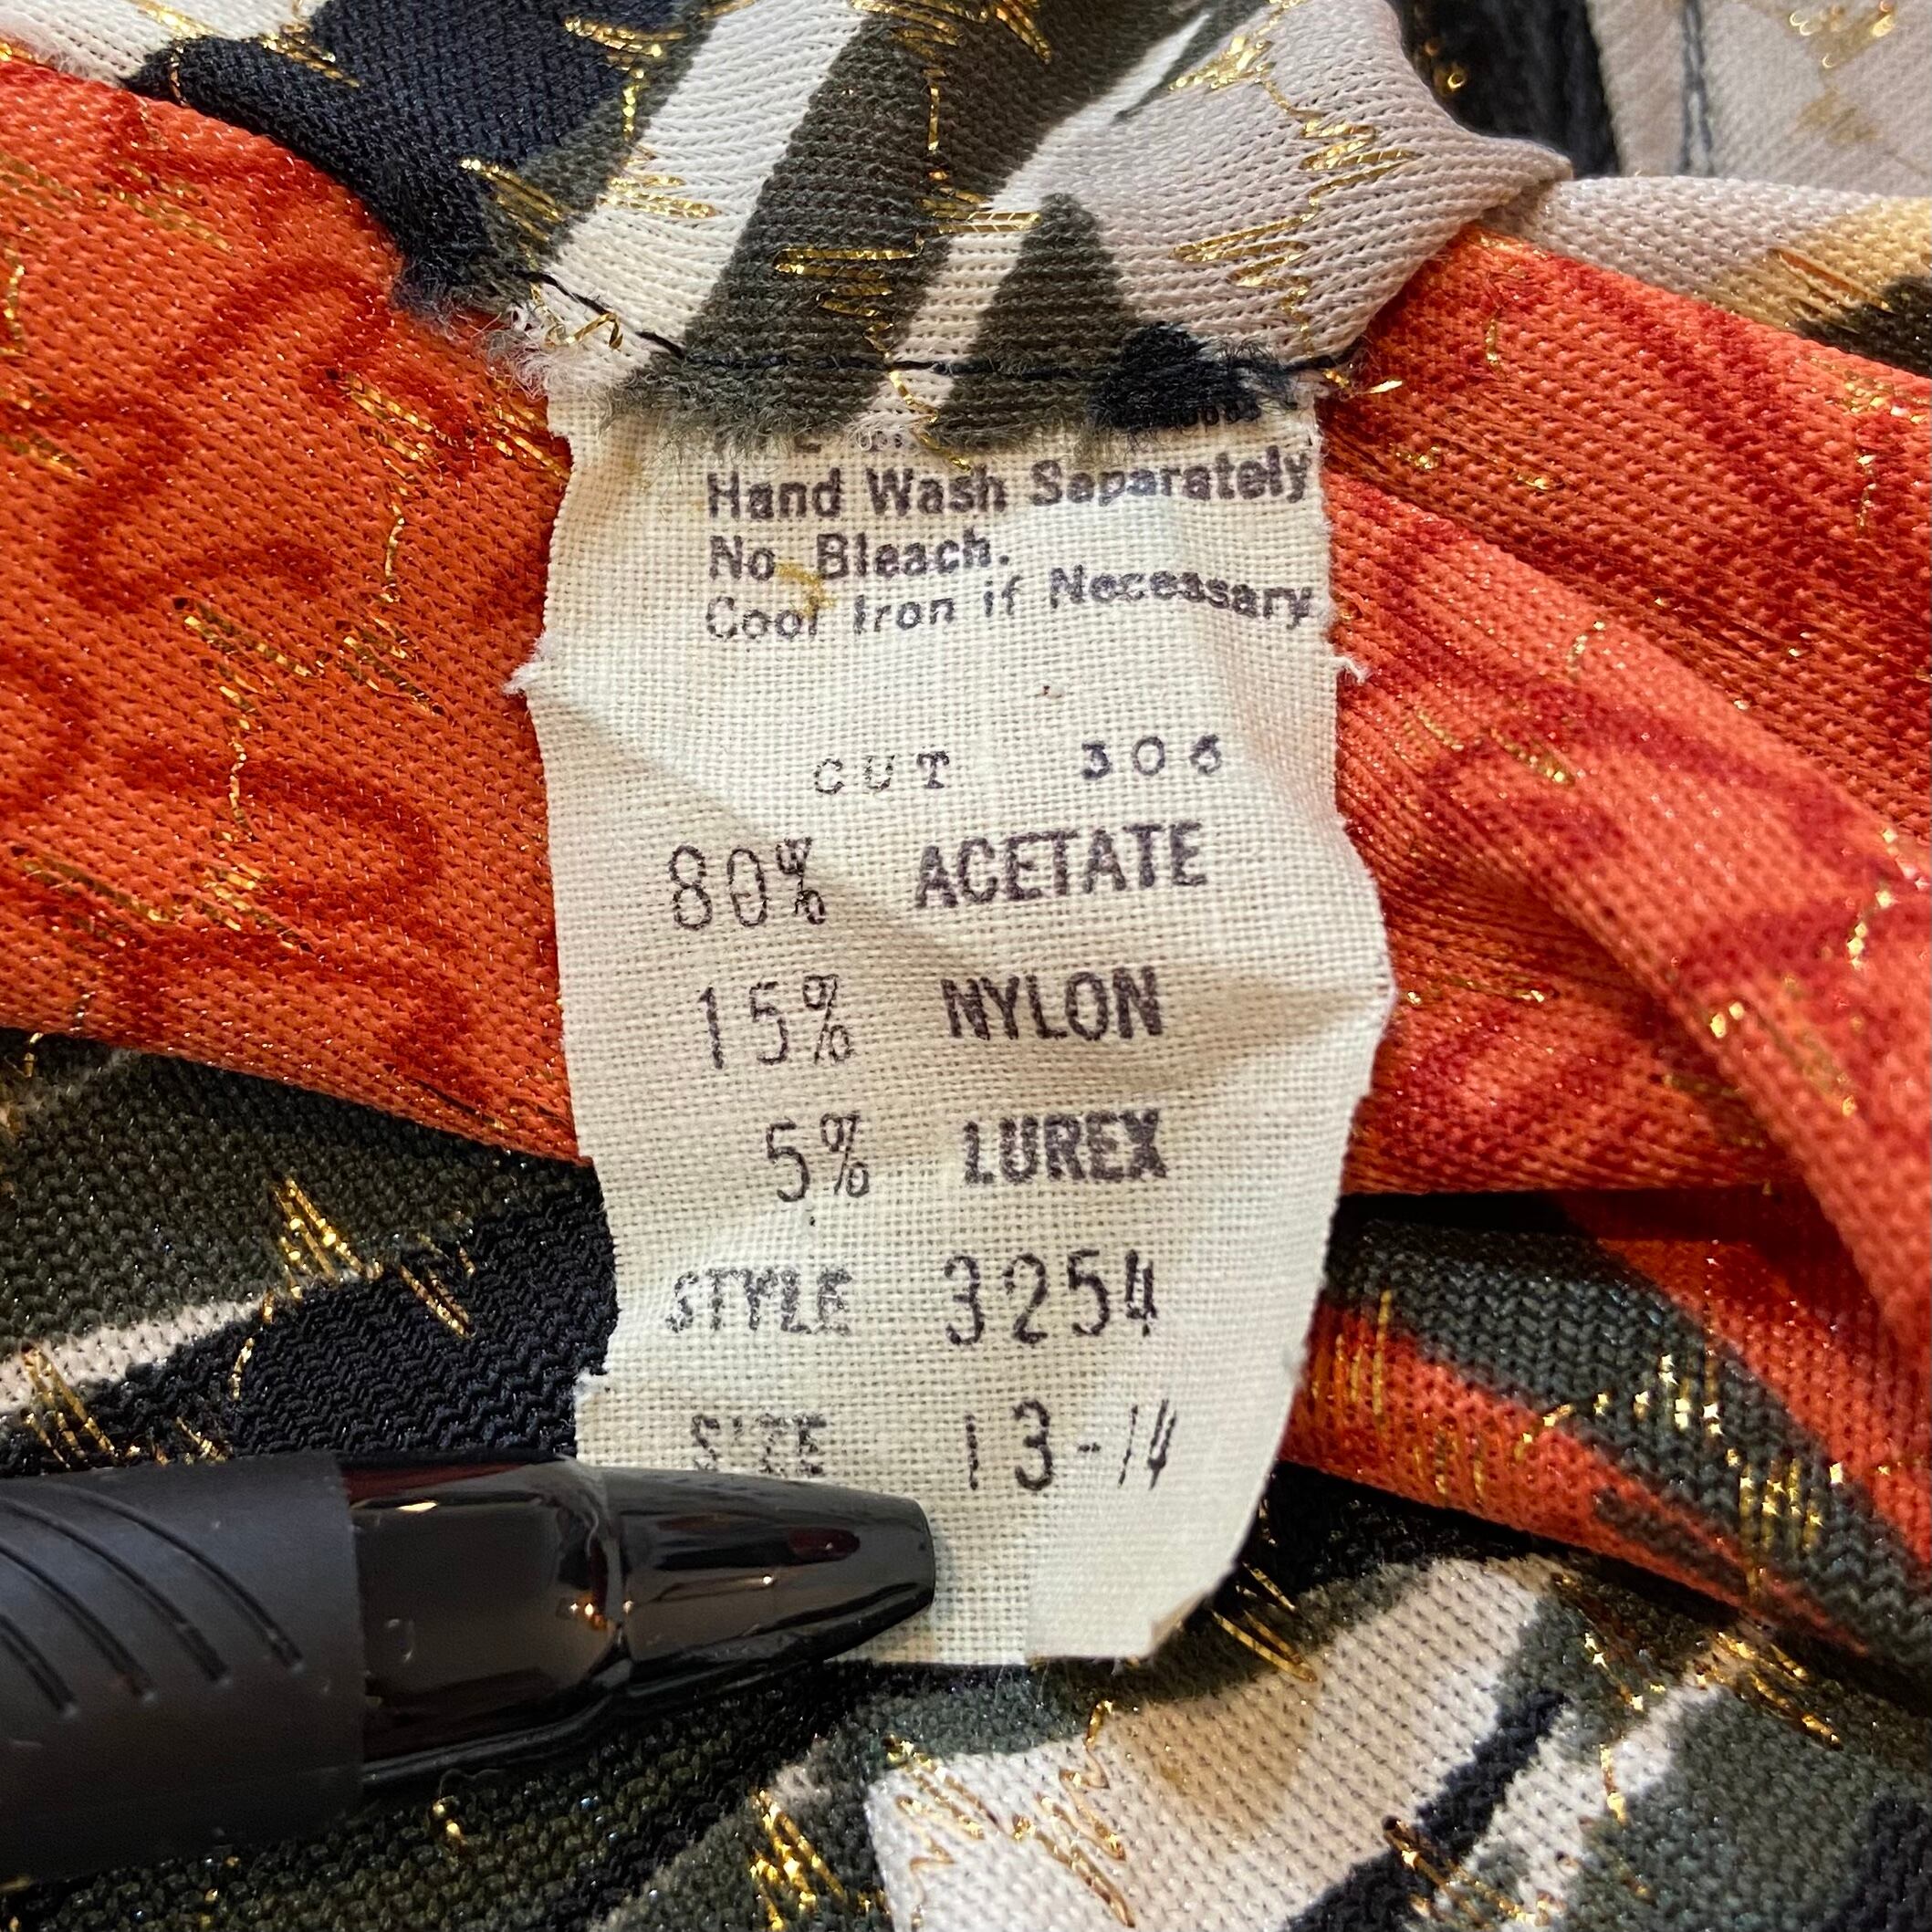 Hand Wash Separately
No Bleach.
Cool Iron if Necessary
CUT 306
80% ACETATE
15% NYLON
5% LUREX
STYLE 3254
SIZE 13-14